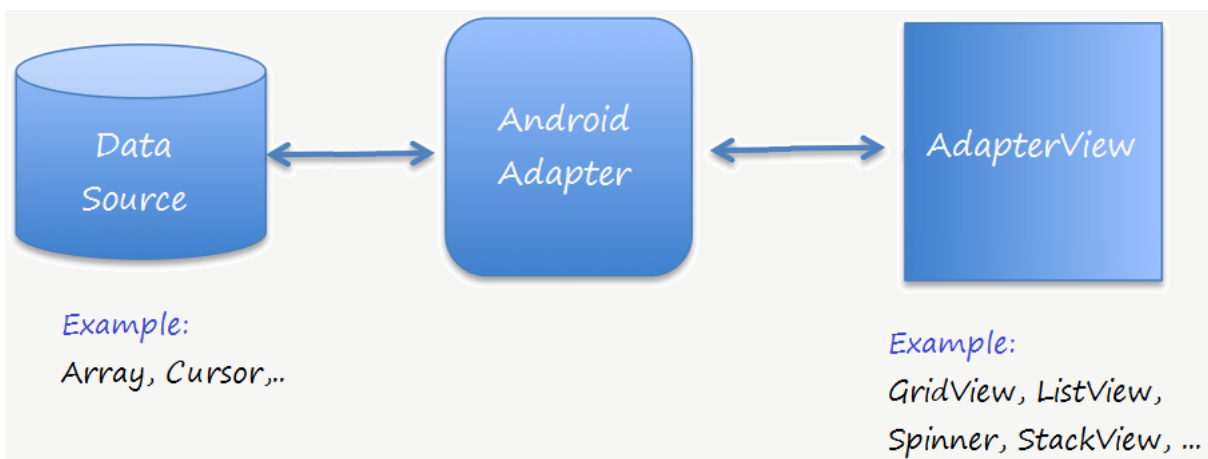 Data
Source
Android
Adapter
AdapterView
Example:
Array, Cursor,..
Example:
GridView, ListView,
Spinner, StackView, ...